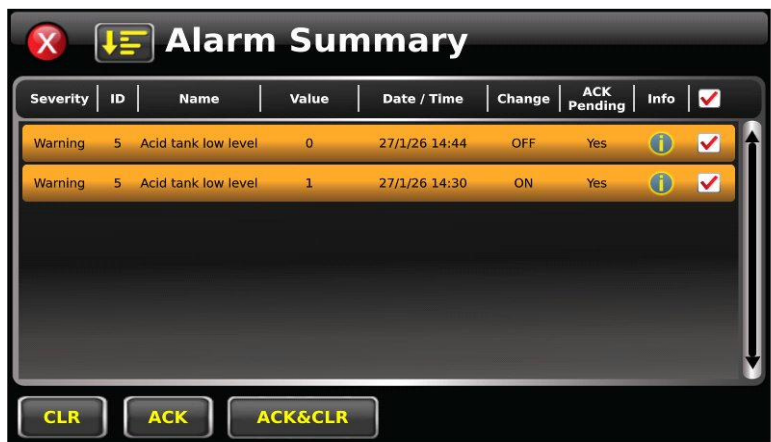 X Alarm Summary
Severity ID Name Value Date / Time Change ACK Pending Info
Warning 5 Acid tank low level 0 27/1/26 14:44 OFF Yes i
Warning 5 Acid tank low level 1 27/1/26 14:30 ON Yes i
CLR ACK ACK&CLR